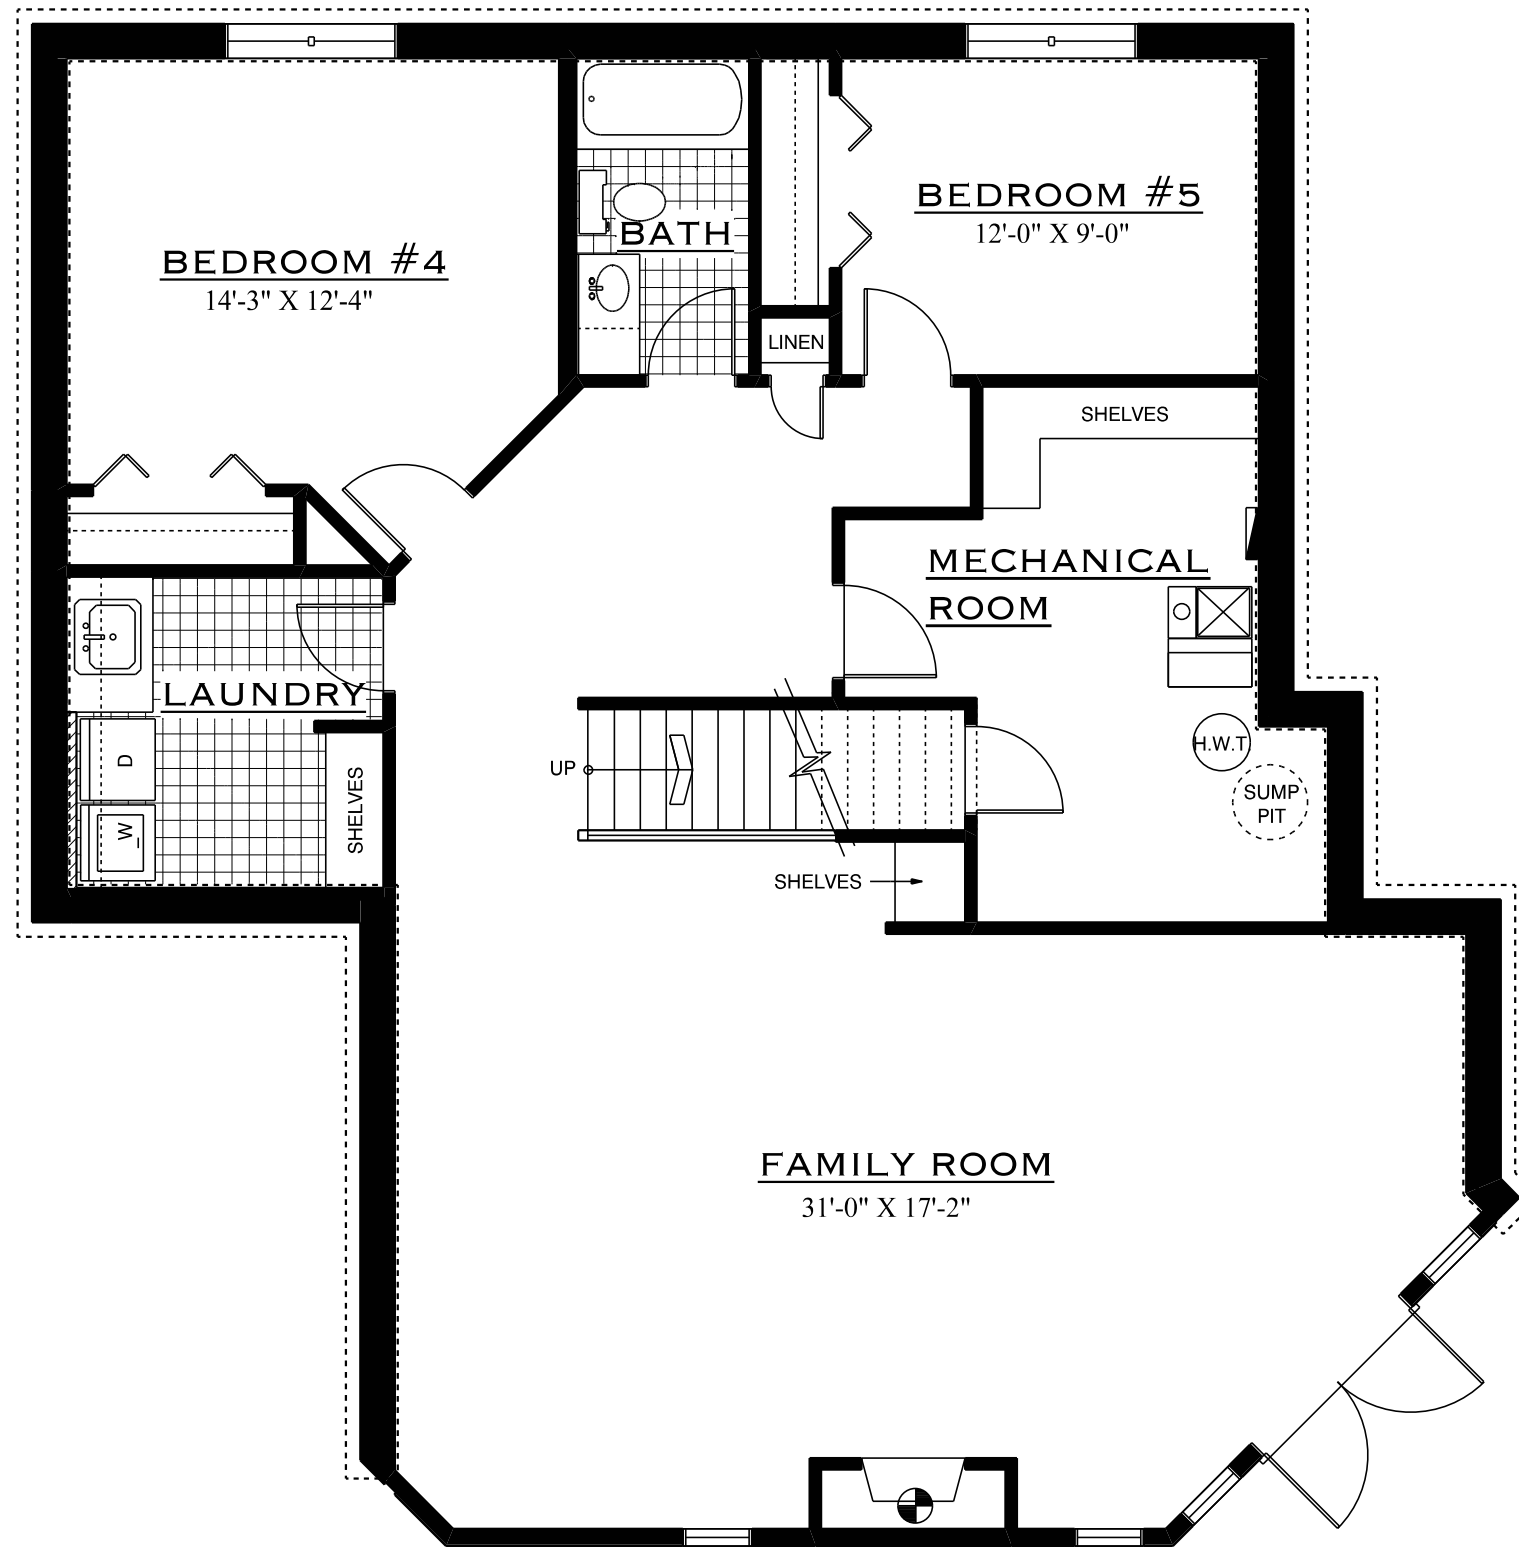 BEDROOM #5
12'-0" X 9'-0"
BATH
BEDROOM #4
14'-3" X 12'-4"
LINEN
SHELVES
MECHANICAL
ROOM
LAUNDRY
H.W.T.
D
UP
SUMP
PIT
W
SHELVES
SHELVES
FAMILY ROOM
31'-0" X 17'-2"